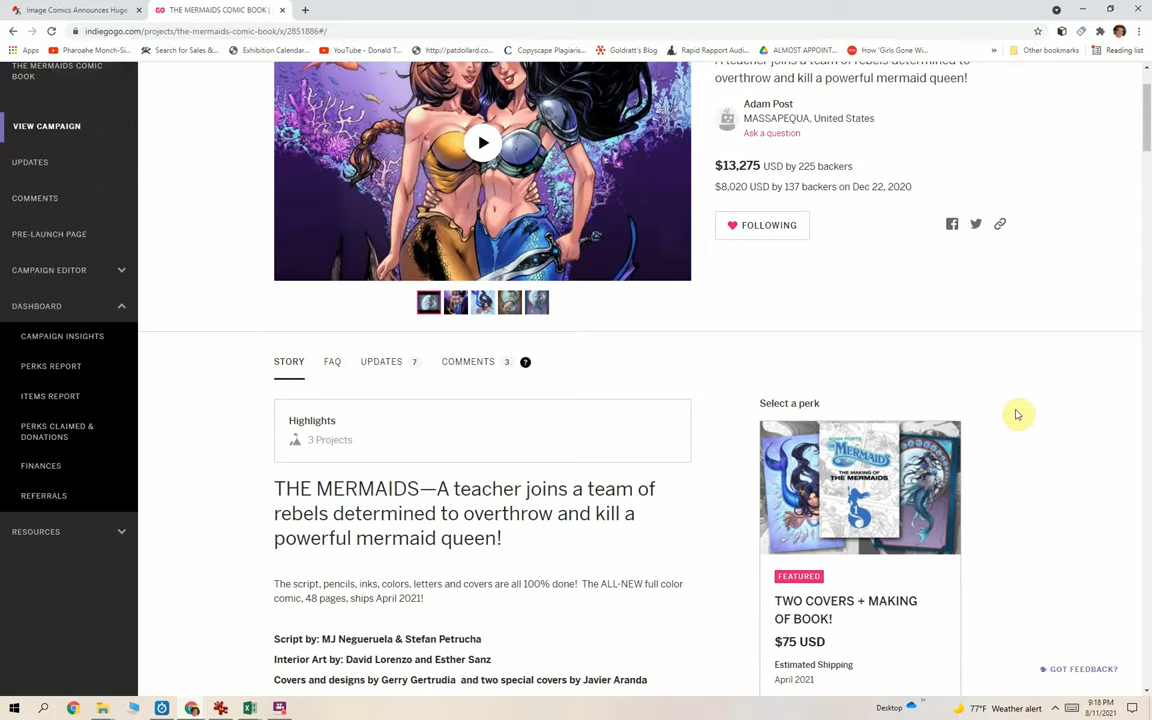 Image Comics Announces Huge
THE MERMAIDS COMIC BOOK |
indiegogo.com/projects/the-mermaids-comic-book/x/2851886#/
Apps
Pharoahe Monch-Si...
Search for Sales &...
Exhibition Calendar...
YouTube - Donald T...
http://patdollard.co...
Copyscape Plagiaris...
Goldratt's Blog
Rapid Rapport Audi...
ALMOST APPOINT...
How 'Girls Gone Wi...
»
Other bookmarks
Reading list
THE MERMAIDS COMIC
BOOK
VIEW CAMPAIGN
UPDATES
COMMENTS
PRE-LAUNCH PAGE
CAMPAIGN EDITOR
DASHBOARD
CAMPAIGN INSIGHTS
PERKS REPORT
ITEMS REPORT
PERKS CLAIMED &
DONATIONS
FINANCES
REFERRALS
RESOURCES
A teacher joins a team of rebels determined to
overthrow and kill a powerful mermaid queen!
Adam Post
MASSAPEQUA, United States
Ask a question
$13,275 USD by 225 backers
$8,020 USD by 137 backers on Dec 22, 2020
FOLLOWING
STORY
FAQ
UPDATES 7
COMMENTS 3 ?
Highlights
3 Projects
THE MERMAIDS—A teacher joins a team of
rebels determined to overthrow and kill a
powerful mermaid queen!
The script, pencils, inks, colors, letters and covers are all 100% done! The ALL-NEW full color
comic, 48 pages, ships April 2021!
Script by: MJ Negueruela & Stefan Petrucha
Interior Art by: David Lorenzo and Esther Sanz
Covers and designs by Gerry Gertrudia and two special covers by Javier Aranda
Select a perk
MERMAIDS
THE MAKING OF
THE MERMAIDS
FEATURED
TWO COVERS + MAKING
OF BOOK!
$75 USD
Estimated Shipping
April 2021
GOT FEEDBACK?
Desktop
»
77°F Weather alert
9:18 PM
8/11/2021